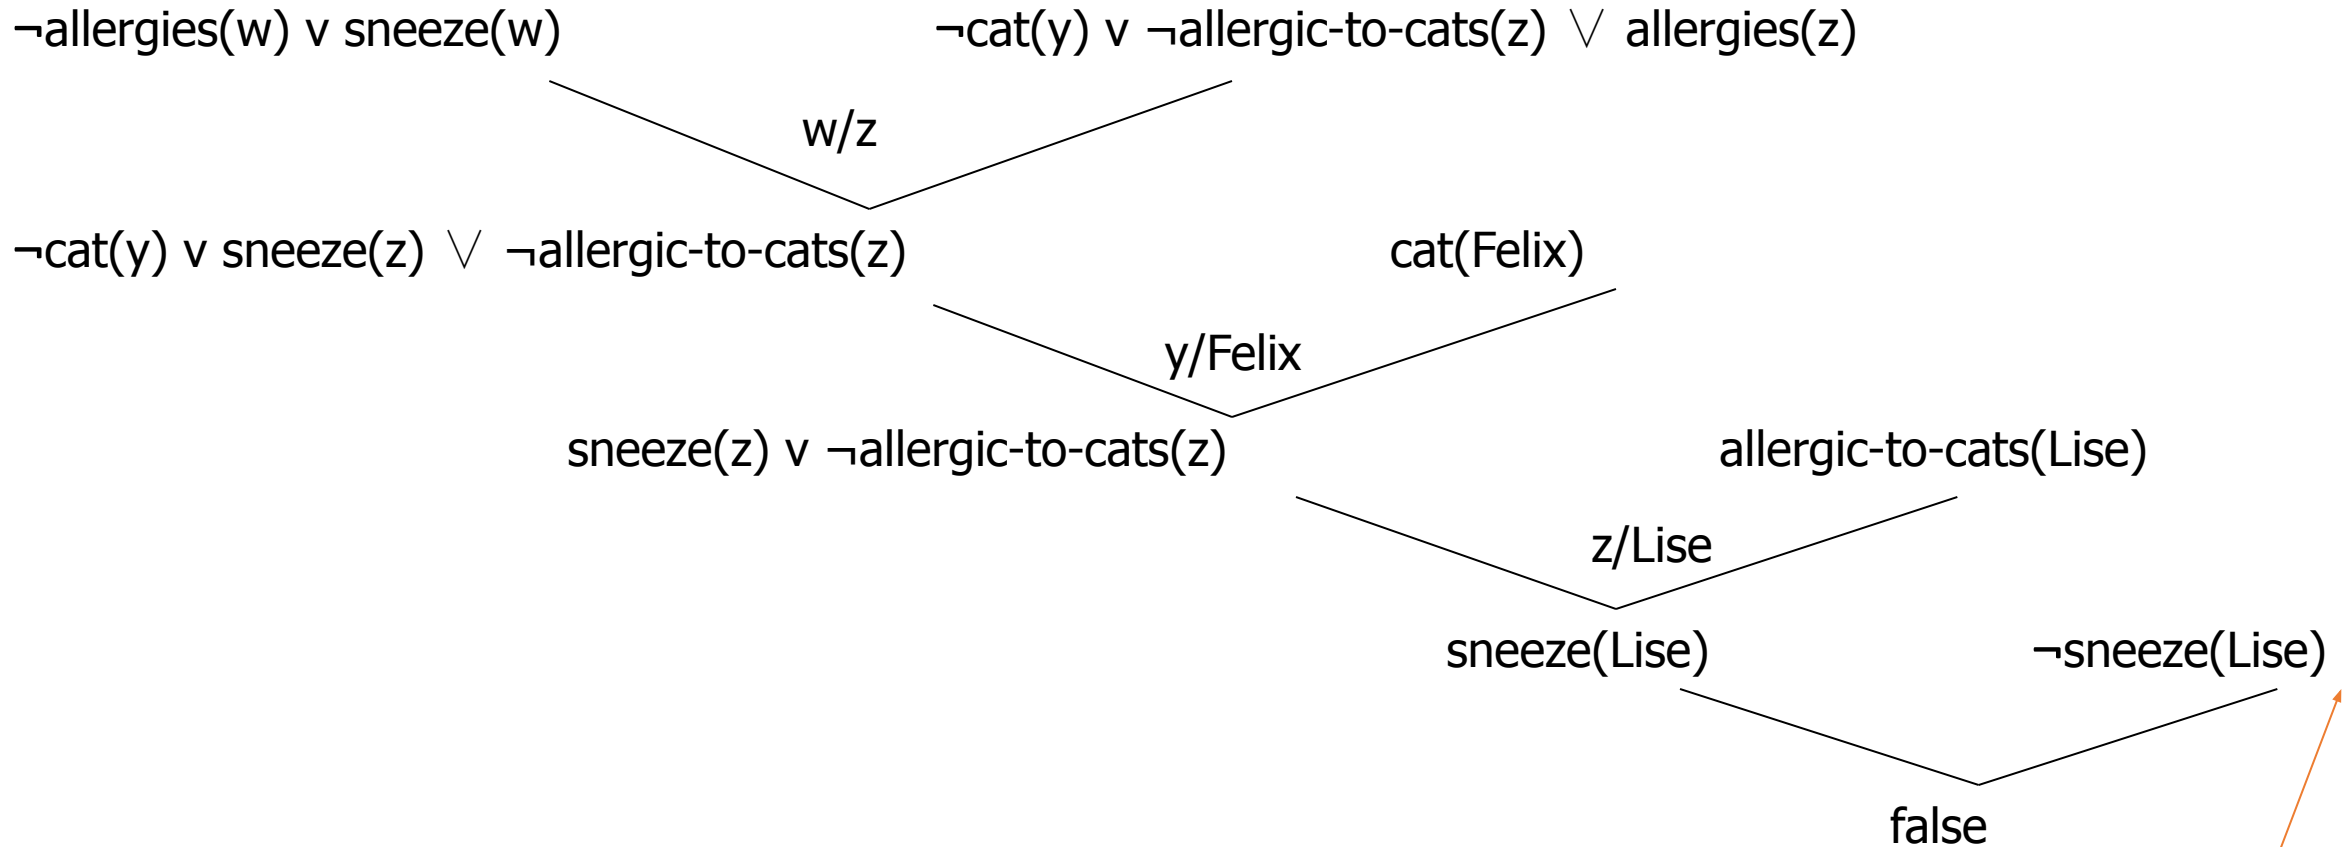 ¬allergies(w) v sneeze(w) ¬cat(y) v ¬allergic-to-cats(z) ∨ allergies(z)
w/z
¬cat(y) v sneeze(z) ∨ ¬allergic-to-cats(z) cat(Felix)
y/Felix
sneeze(z) v ¬allergic-to-cats(z) allergic-to-cats(Lise)
z/Lise
sneeze(Lise) ¬sneeze(Lise)
false